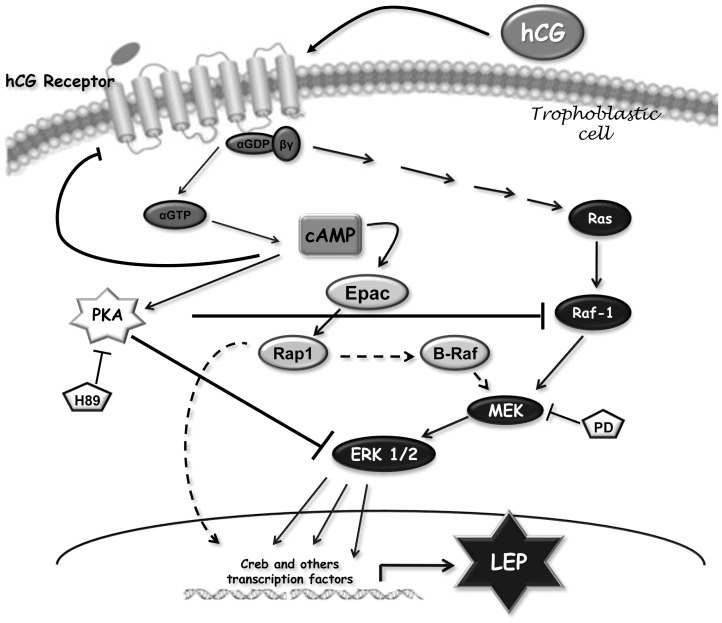 hCG
hCG Receptor
Trophoblastic
cell
αGDP
βγ
αGTP
Ras
cAMP
Epac
PKA
Raf-1
Rap1
B-Raf
H89
MEK
PD
ERK 1/2
Creb and others
transcription factors
LEP